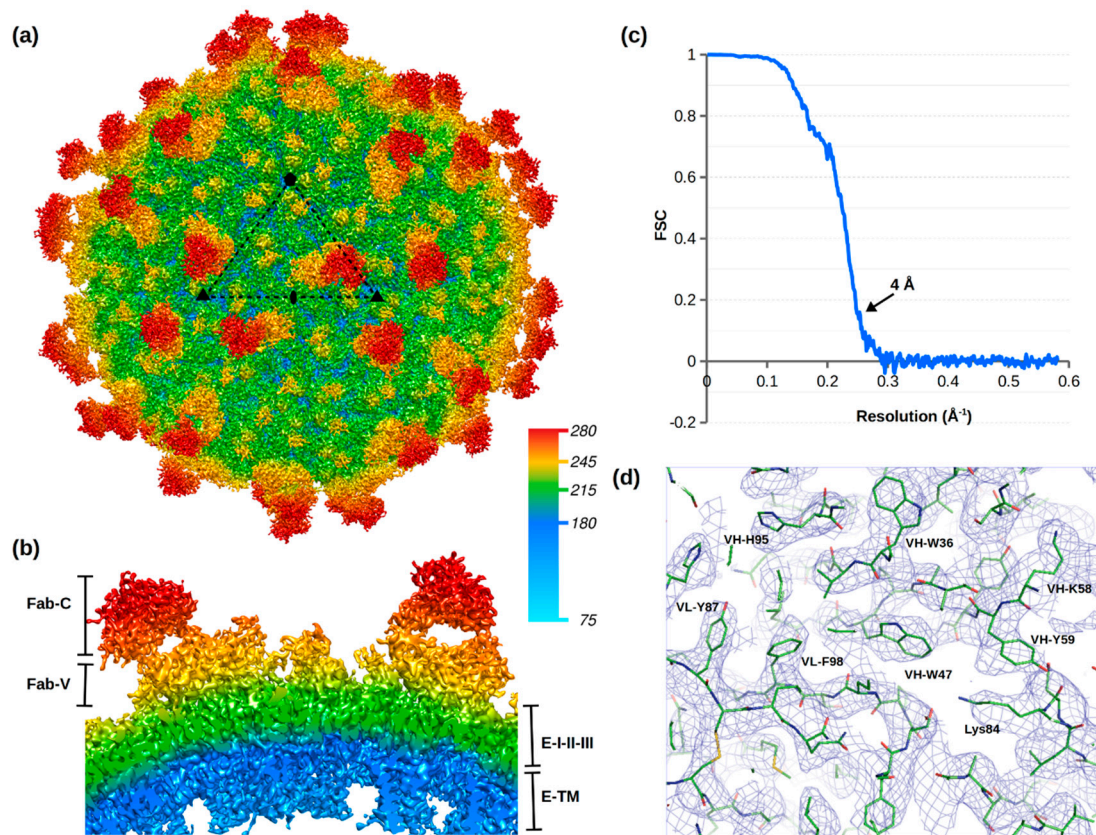 (a)
280
245
215
180
75
(b)
Fab-C
Fab-V
E-I-II-III
E-TM
(c)
1
0.8
0.6
0.4
0.2
0
-0.2
FSC
4 Å
0
0.1
0.2
0.3
0.4
0.5
0.6
Resolution (Å⁻¹)
(d)
VH-H95
VH-W36
VL-Y87
VH-K58
VL-F98
VH-Y59
VH-W47
Lys84